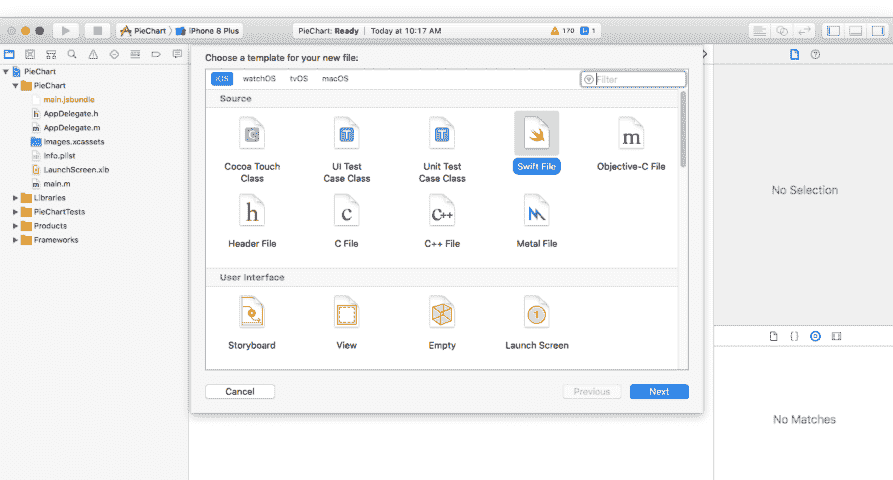 PieChart
iPhone 8 Plus
PieChart: Ready
Today at 10:17 AM
170
1
PieChart
PieChart
main.jsbundle
AppDelegate.h
AppDelegate.m
Images.xcassets
Info.plist
LaunchScreen.xib
main.m
Libraries
PieChartTests
Products
Frameworks
Choose a template for your new file:
iOS watchOS tvOS macOS
Filter
Source
Cocoa Touch
Class
UI Test
Case Class
Unit Test
Case Class
Swift File
m
Objective-C File
h
Header File
c
C File
C++
C++ File
Metal File
User Interface
Storyboard
View
Empty
1
Launch Screen
Cancel
Previous
Next
No Selection
{}
No Matches